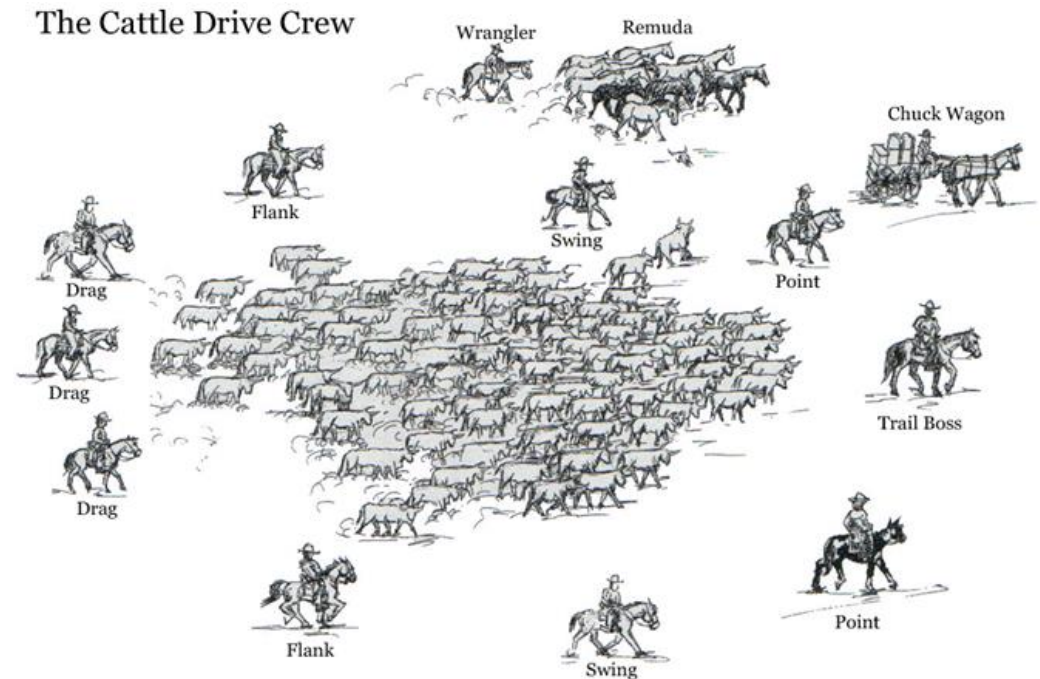 The Cattle Drive Crew
Wrangler
Remuda
Chuck Wagon
Flank
Swing
Point
Drag
Drag
Trail Boss
Drag
Flank
Swing
Point